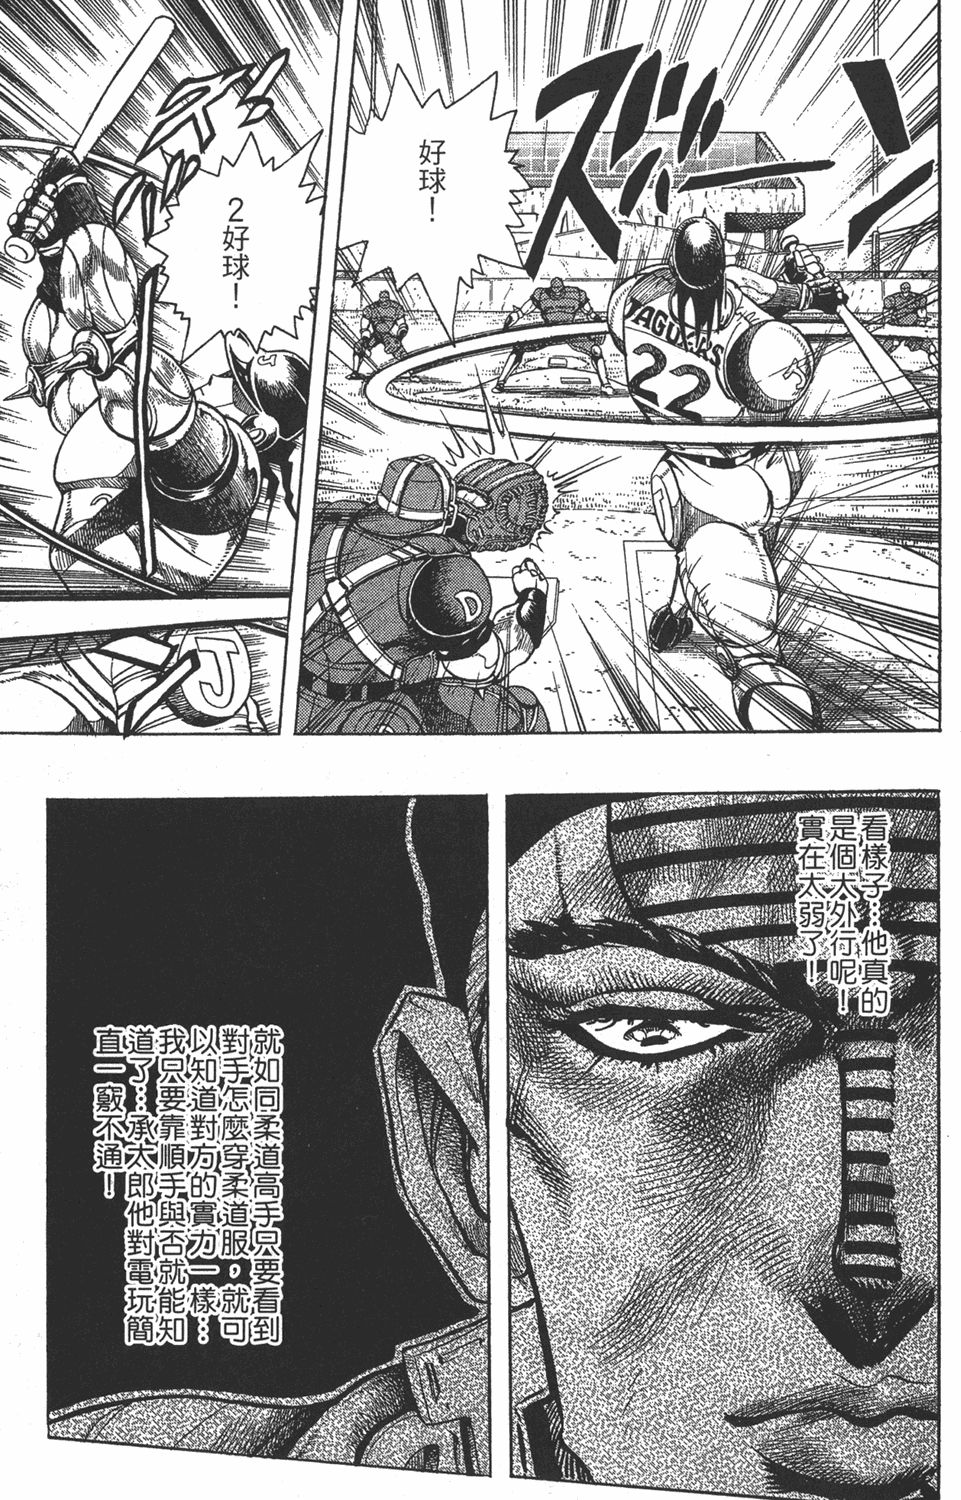 ズドーン
好球！
JAGUERS
22
J
D
ズイ
2好球！
J
J
看樣子…他真的
是個大外行呢！
實在太弱了！
就如同柔道高手只要看到
對手怎麼穿柔道服，就可
以知道對方的實力一樣…
我只要靠順手與否就能知
道了…承太郎他對電玩簡
直一竅不通！